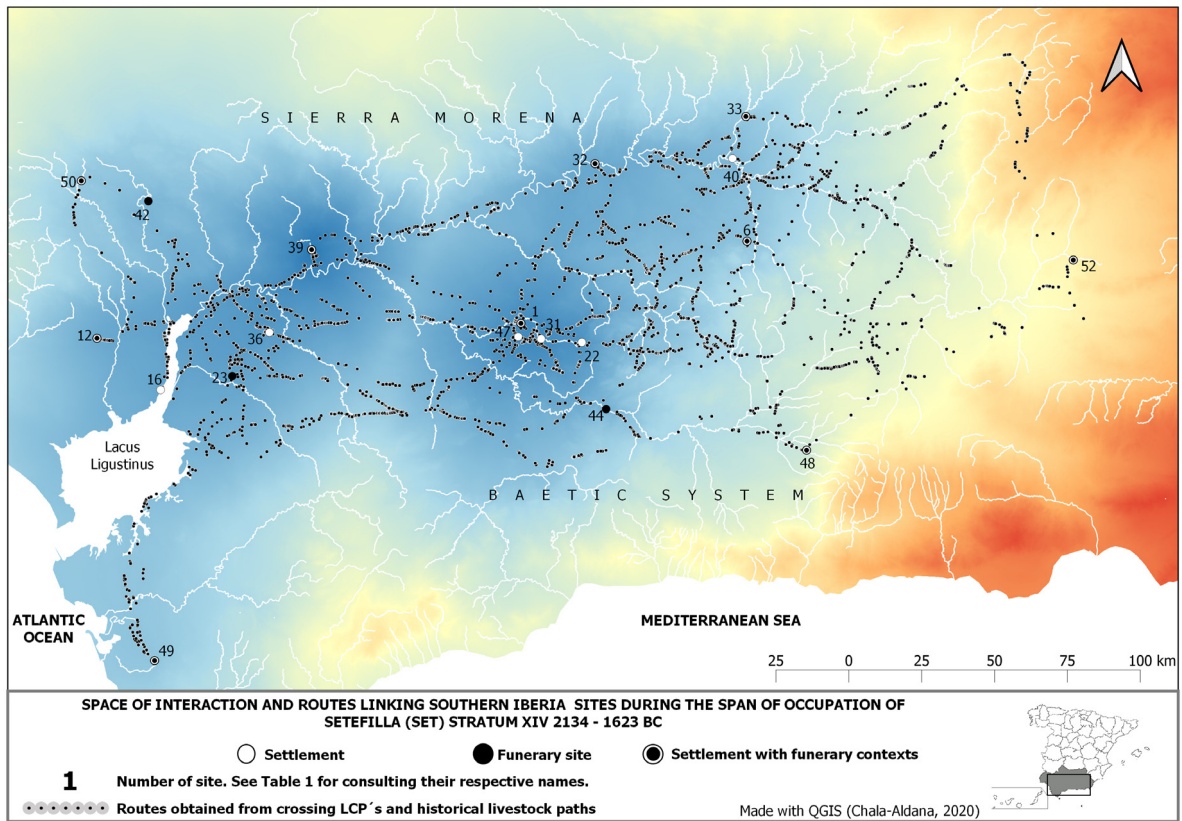 SIERRA MORENA
33
32
40
50
42
39
6
52
1
31
12
36
47
22
16
23
44
48
Lacus
Ligustinus
BAETIC SYSTEM
ATLANTIC
OCEAN
MEDITERRANEAN SEA
49
25 0 25 50 75 100 km
SPACE OF INTERACTION AND ROUTES LINKING SOUTHERN IBERIA SITES DURING THE SPAN OF OCCUPATION OF
SETEFILLA (SET) STRATUM XIV 2134 - 1623 BC
Settlement
Funerary site
Settlement with funerary contexts
1 Number of site. See Table 1 for consulting their respective names.
Routes obtained from crossing LCP´s and historical livestock paths
Made with QGIS (Chala-Aldana, 2020)